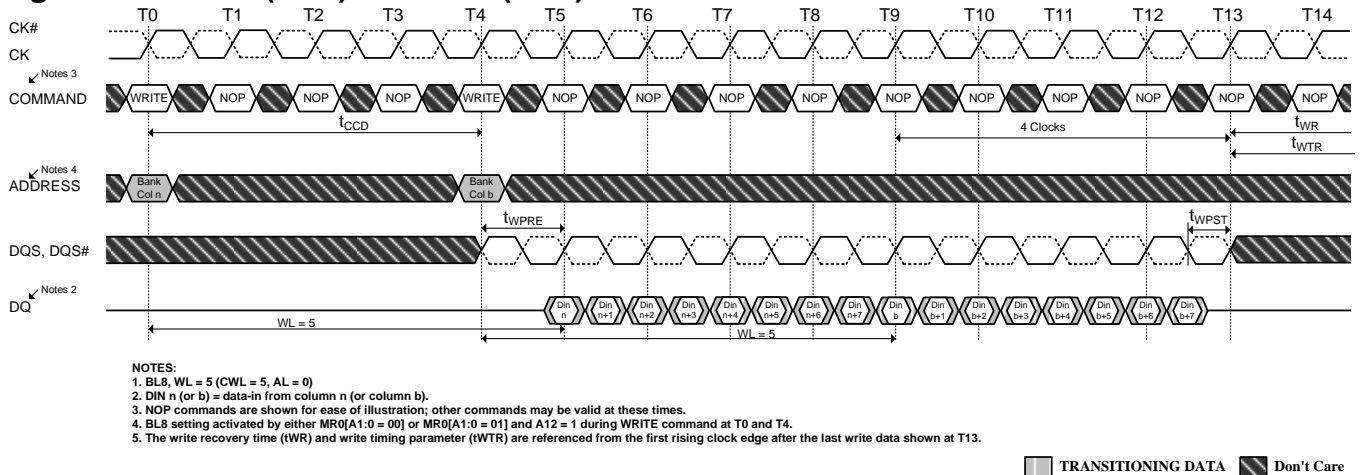 T0 T1 T2 T3 T4 T5 T6 T7 T8 T9 T10 T11 T12 T13 T14
CK#
CK
Notes 3
COMMAND
WRITE NOP NOP NOP WRITE NOP NOP NOP NOP NOP NOP NOP NOP NOP NOP
tCCD
4 Clocks
tWR
tWTR
Notes 4
ADDRESS
Bank Col n
Bank Col b
tWPRE
tWPST
DQS, DQS#
Notes 2
DQ
Din n Din n+1 Din n+2 Din n+3 Din n+4 Din n+5 Din n+6 Din n+7 Din b Din b+1 Din b+2 Din b+3 Din b+4 Din b+5 Din b+6 Din b+7
WL = 5
WL = 5
NOTES:
1. BL8, WL = 5 (CWL = 5, AL = 0)
2. DIN n (or b) = data-in from column n (or column b).
3. NOP commands are shown for ease of illustration; other commands may be valid at these times.
4. BL8 setting activated by either MR0[A1:0 = 00] or MR0[A1:0 = 01] and A12 = 1 during WRITE command at T0 and T4.
5. The write recovery time (tWR) and write timing parameter (tWTR) are referenced from the first rising clock edge after the last write data shown at T13.
TRANSITIONING DATA Don't Care